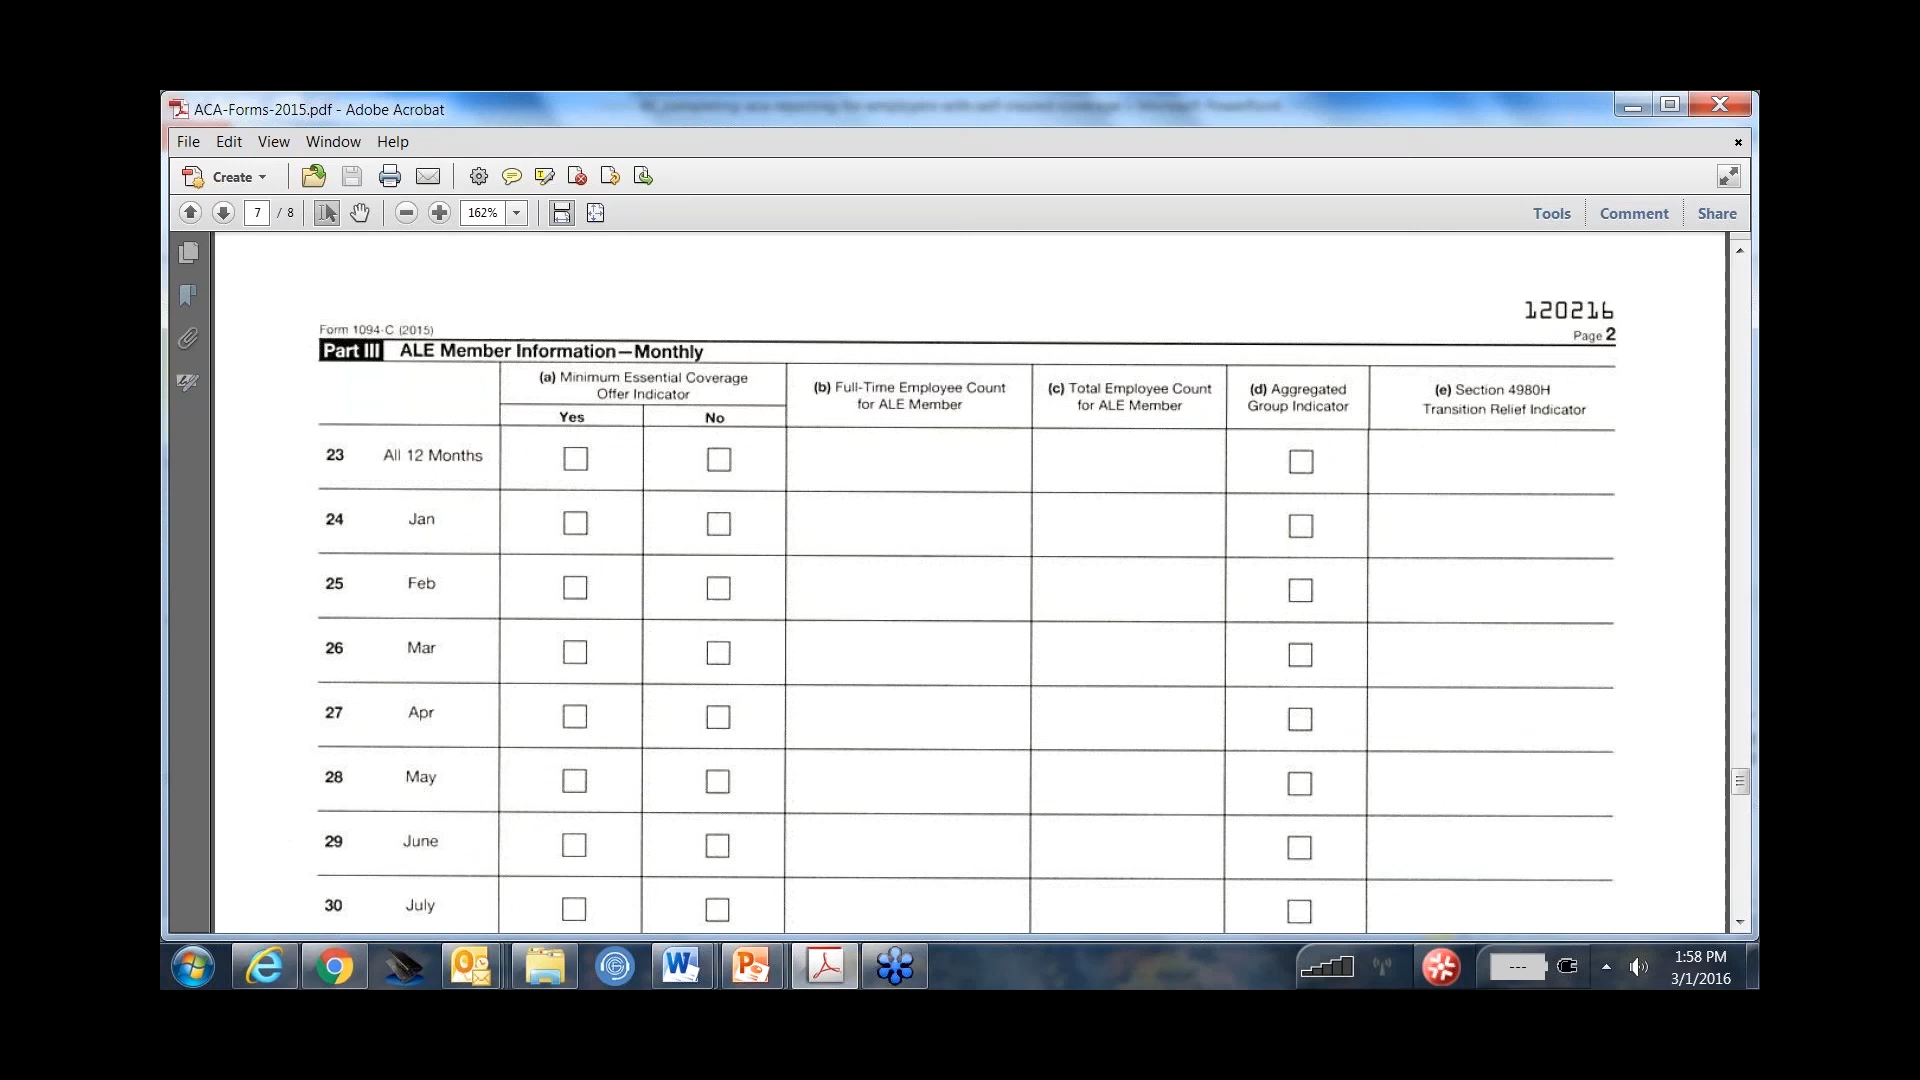 ACA-Forms-2015.pdf - Adobe Acrobat
File Edit View Window Help
Create
7 / 8 162% Tools Comment Share
120216
Form 1094-C (2015) Page 2
Part III ALE Member Information—Monthly
(a) Minimum Essential Coverage
Offer Indicator
Yes No
(b) Full-Time Employee Count
for ALE Member
(c) Total Employee Count
for ALE Member
(d) Aggregated
Group Indicator
(e) Section 4980H
Transition Relief Indicator
23 All 12 Months
24 Jan
25 Feb
26 Mar
27 Apr
28 May
29 June
30 July
1:58 PM
3/1/2016